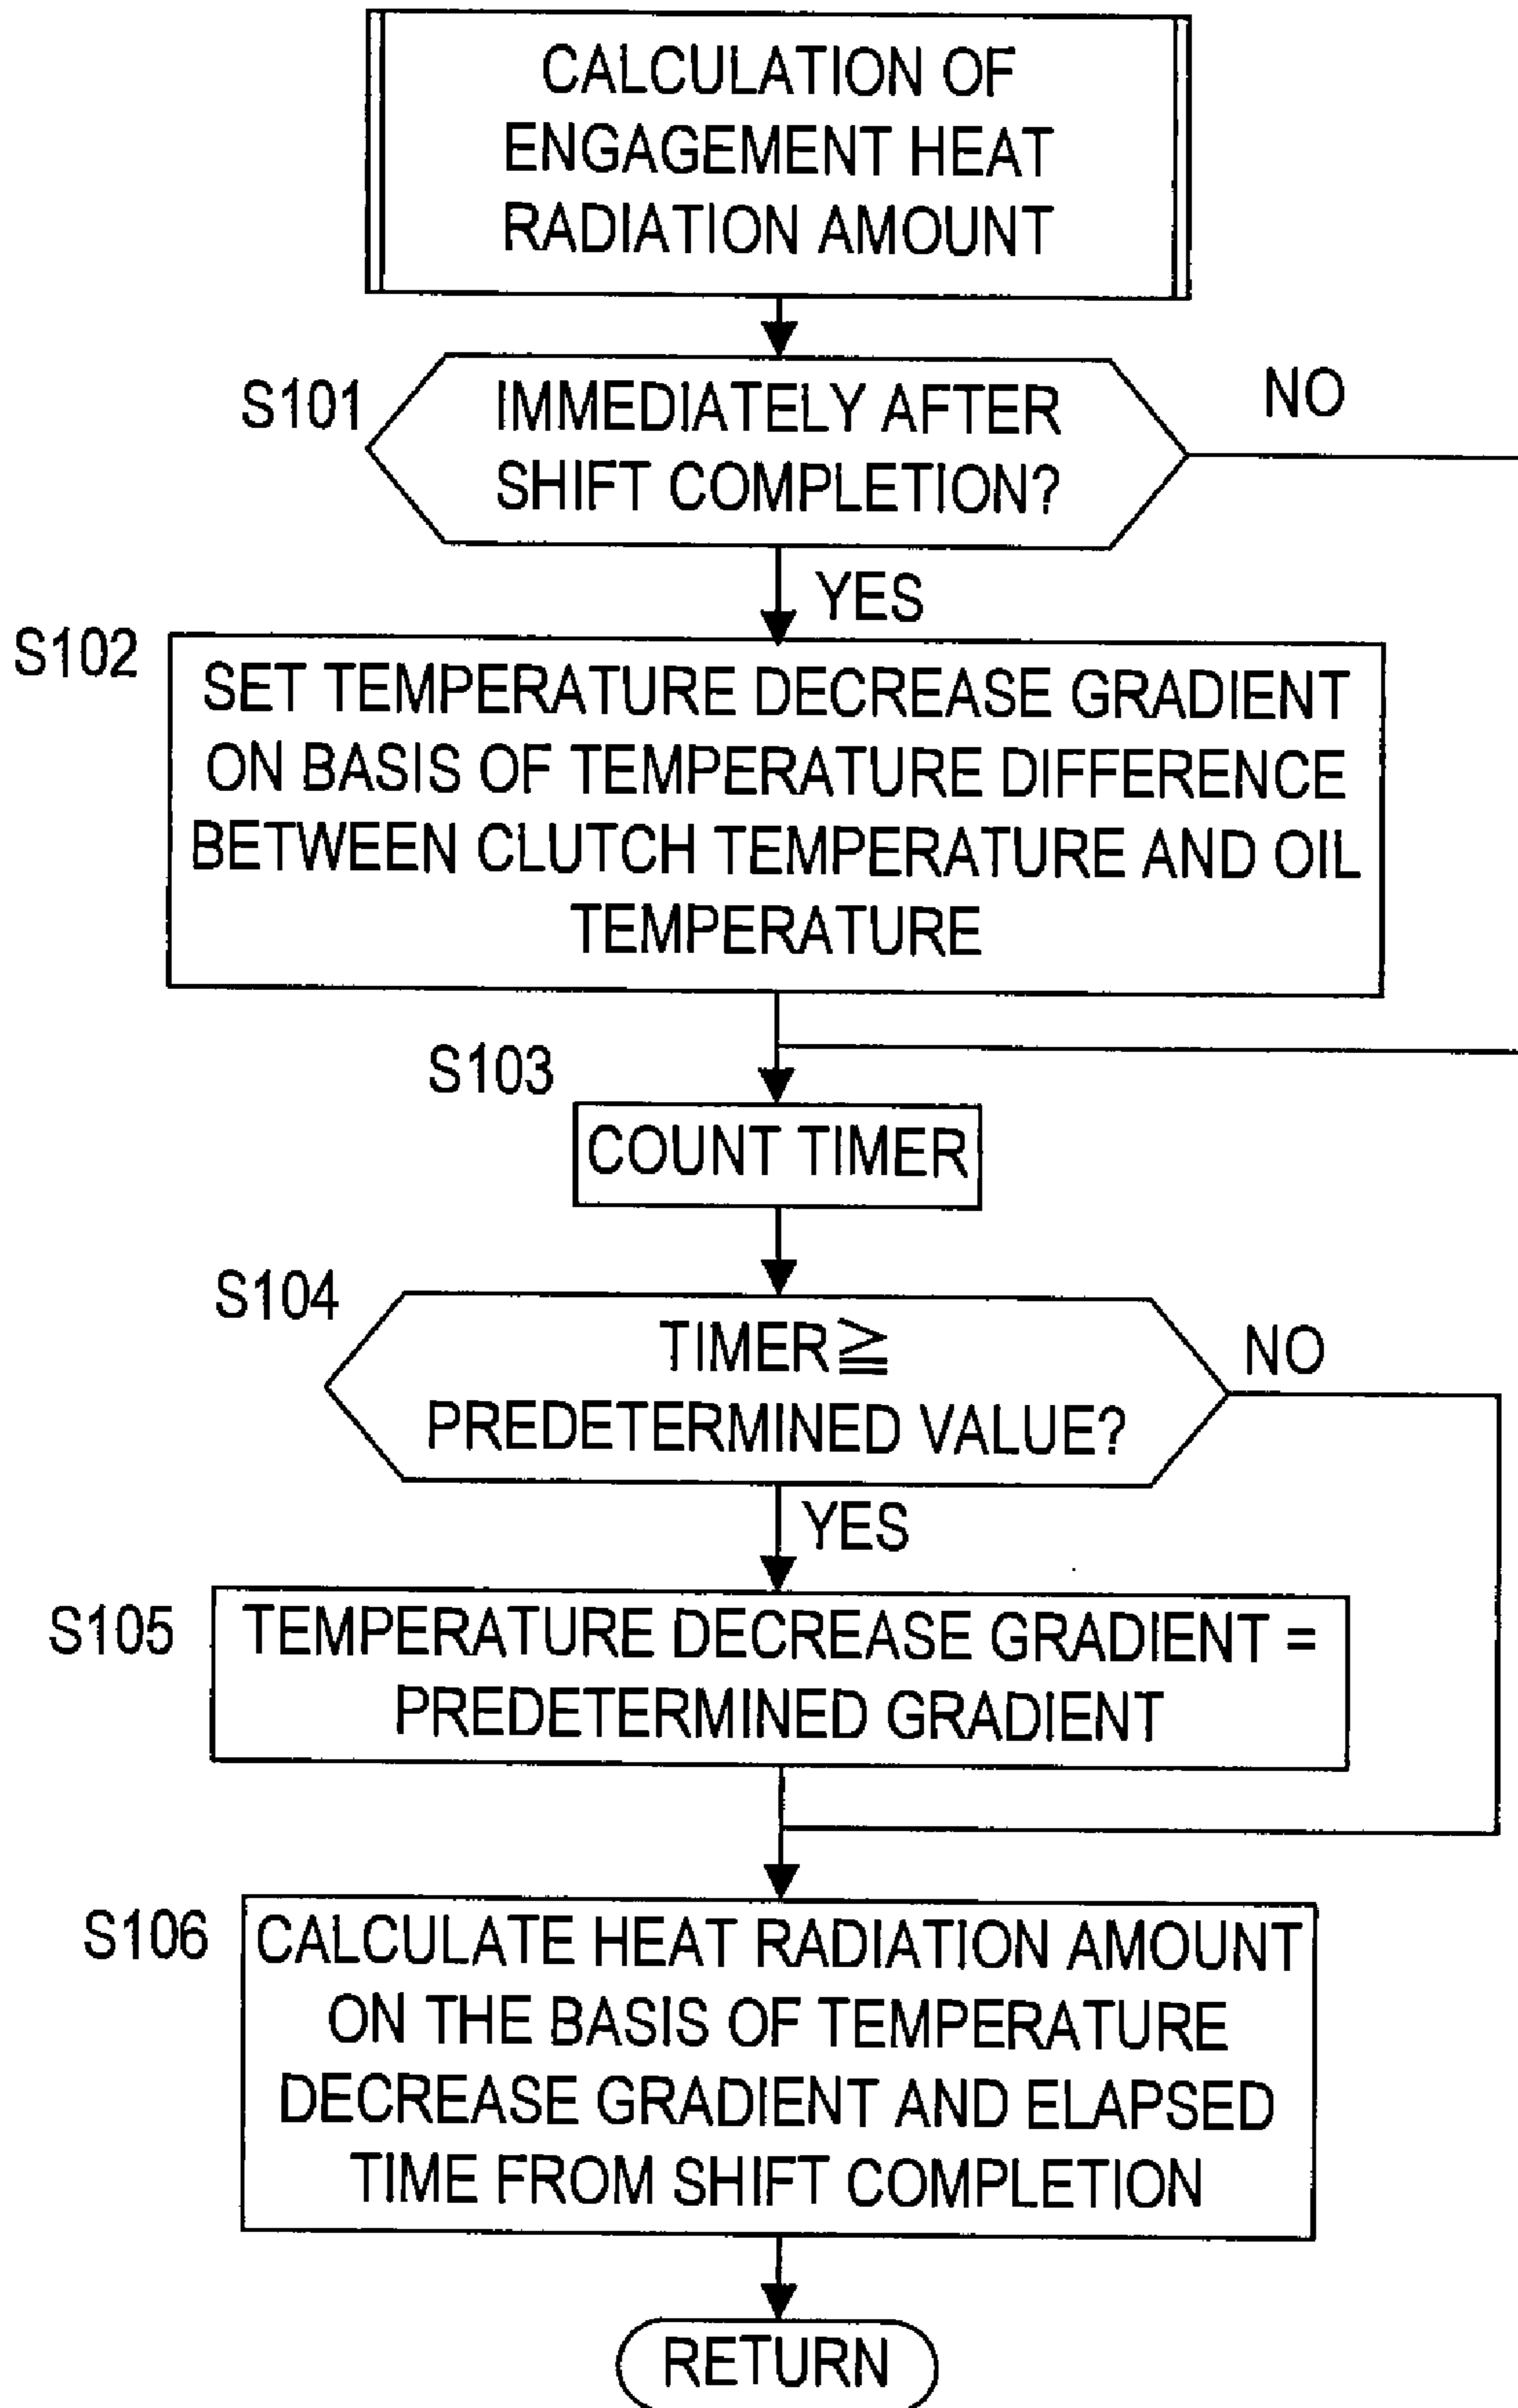 CALCULATION OF
ENGAGEMENT HEAT
RADIATION AMOUNT
S101
IMMEDIATELY AFTER
SHIFT COMPLETION?
NO
YES
S102
SET TEMPERATURE DECREASE GRADIENT
ON BASIS OF TEMPERATURE DIFFERENCE
BETWEEN CLUTCH TEMPERATURE AND OIL
TEMPERATURE
S103
COUNT TIMER
S104
TIMER≧
PREDETERMINED VALUE?
NO
YES
S105
TEMPERATURE DECREASE GRADIENT =
PREDETERMINED GRADIENT
S106
CALCULATE HEAT RADIATION AMOUNT
ON THE BASIS OF TEMPERATURE
DECREASE GRADIENT AND ELAPSED
TIME FROM SHIFT COMPLETION
RETURN